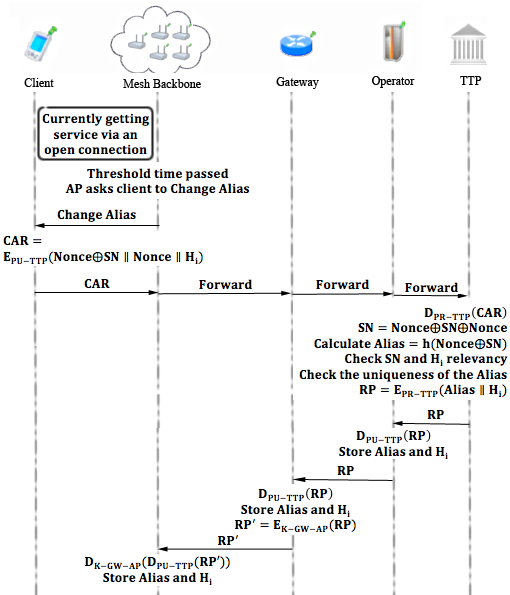 Client
Mesh Backbone
Gateway
Operator
TTP
Currently getting
service via an
open connection
Threshold time passed
AP asks client to Change Alias
Change Alias
CAR =
E_PU−TTP(Nonce⊕SN ∥ Nonce ∥ H_i)
CAR
Forward
Forward
Forward
D_PR−TTP(CAR)
SN = Nonce⊕SN⊕Nonce
Calculate Alias = h(Nonce⊕SN)
Check SN and H_i relevancy
Check the uniqueness of the Alias
RP = E_PR−TTP(Alias ∥ H_i)
RP
D_PU−TTP(RP)
Store Alias and H_i
RP
D_PU−TTP(RP)
Store Alias and H_i
RP′ = E_K−GW−AP(RP)
RP′
D_K−GW−AP(D_PU−TTP(RP′))
Store Alias and H_i